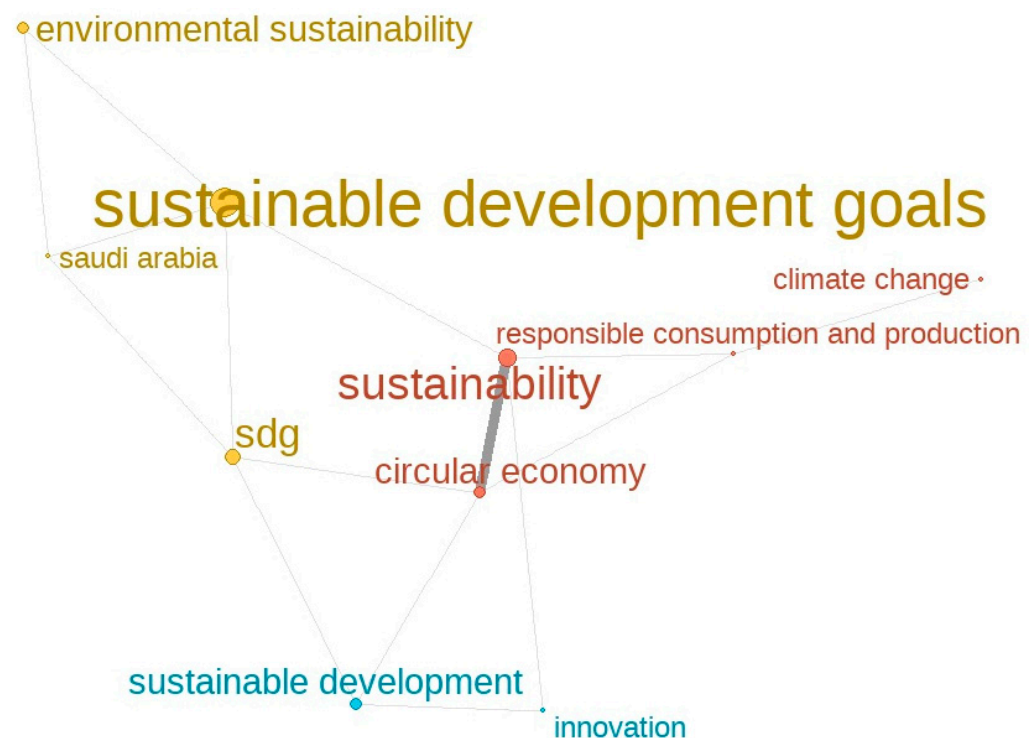 environmental sustainability
sustainable development goals
saudi arabia
climate change
responsible consumption and production
sustainability
sdg
circular economy
sustainable development
innovation